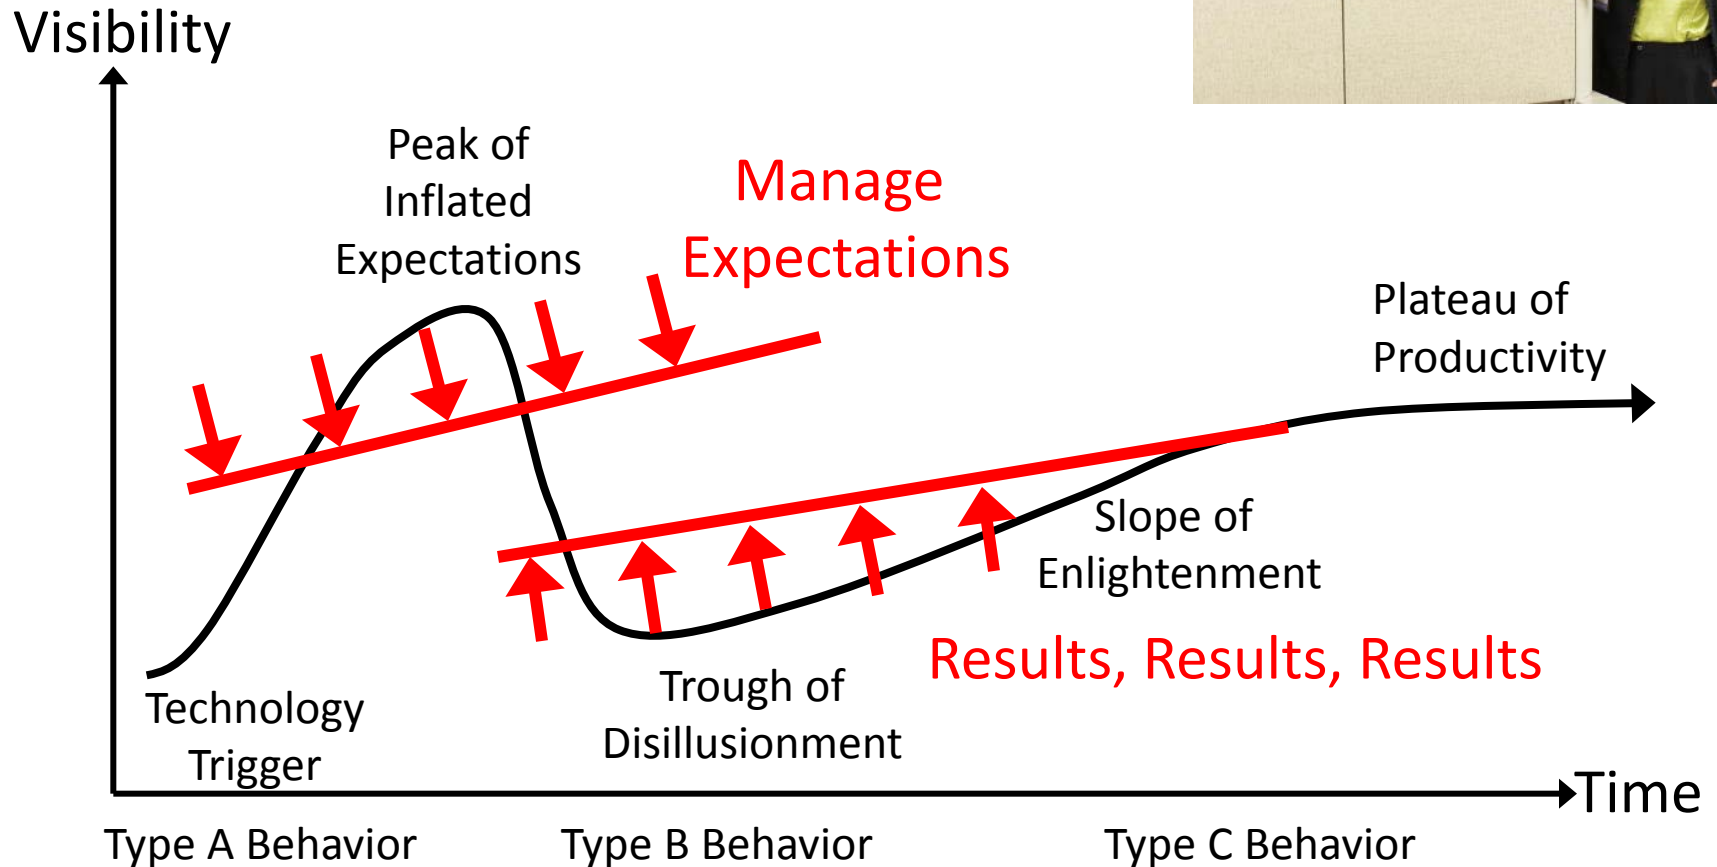 Visibility
Peak of
Inflated
Expectations
Manage
Expectations
Plateau of
Productivity
Slope of
Enlightenment
Results, Results, Results
Trough of
Disillusionment
Technology
Trigger
Time
Type A Behavior
Type B Behavior
Type C Behavior